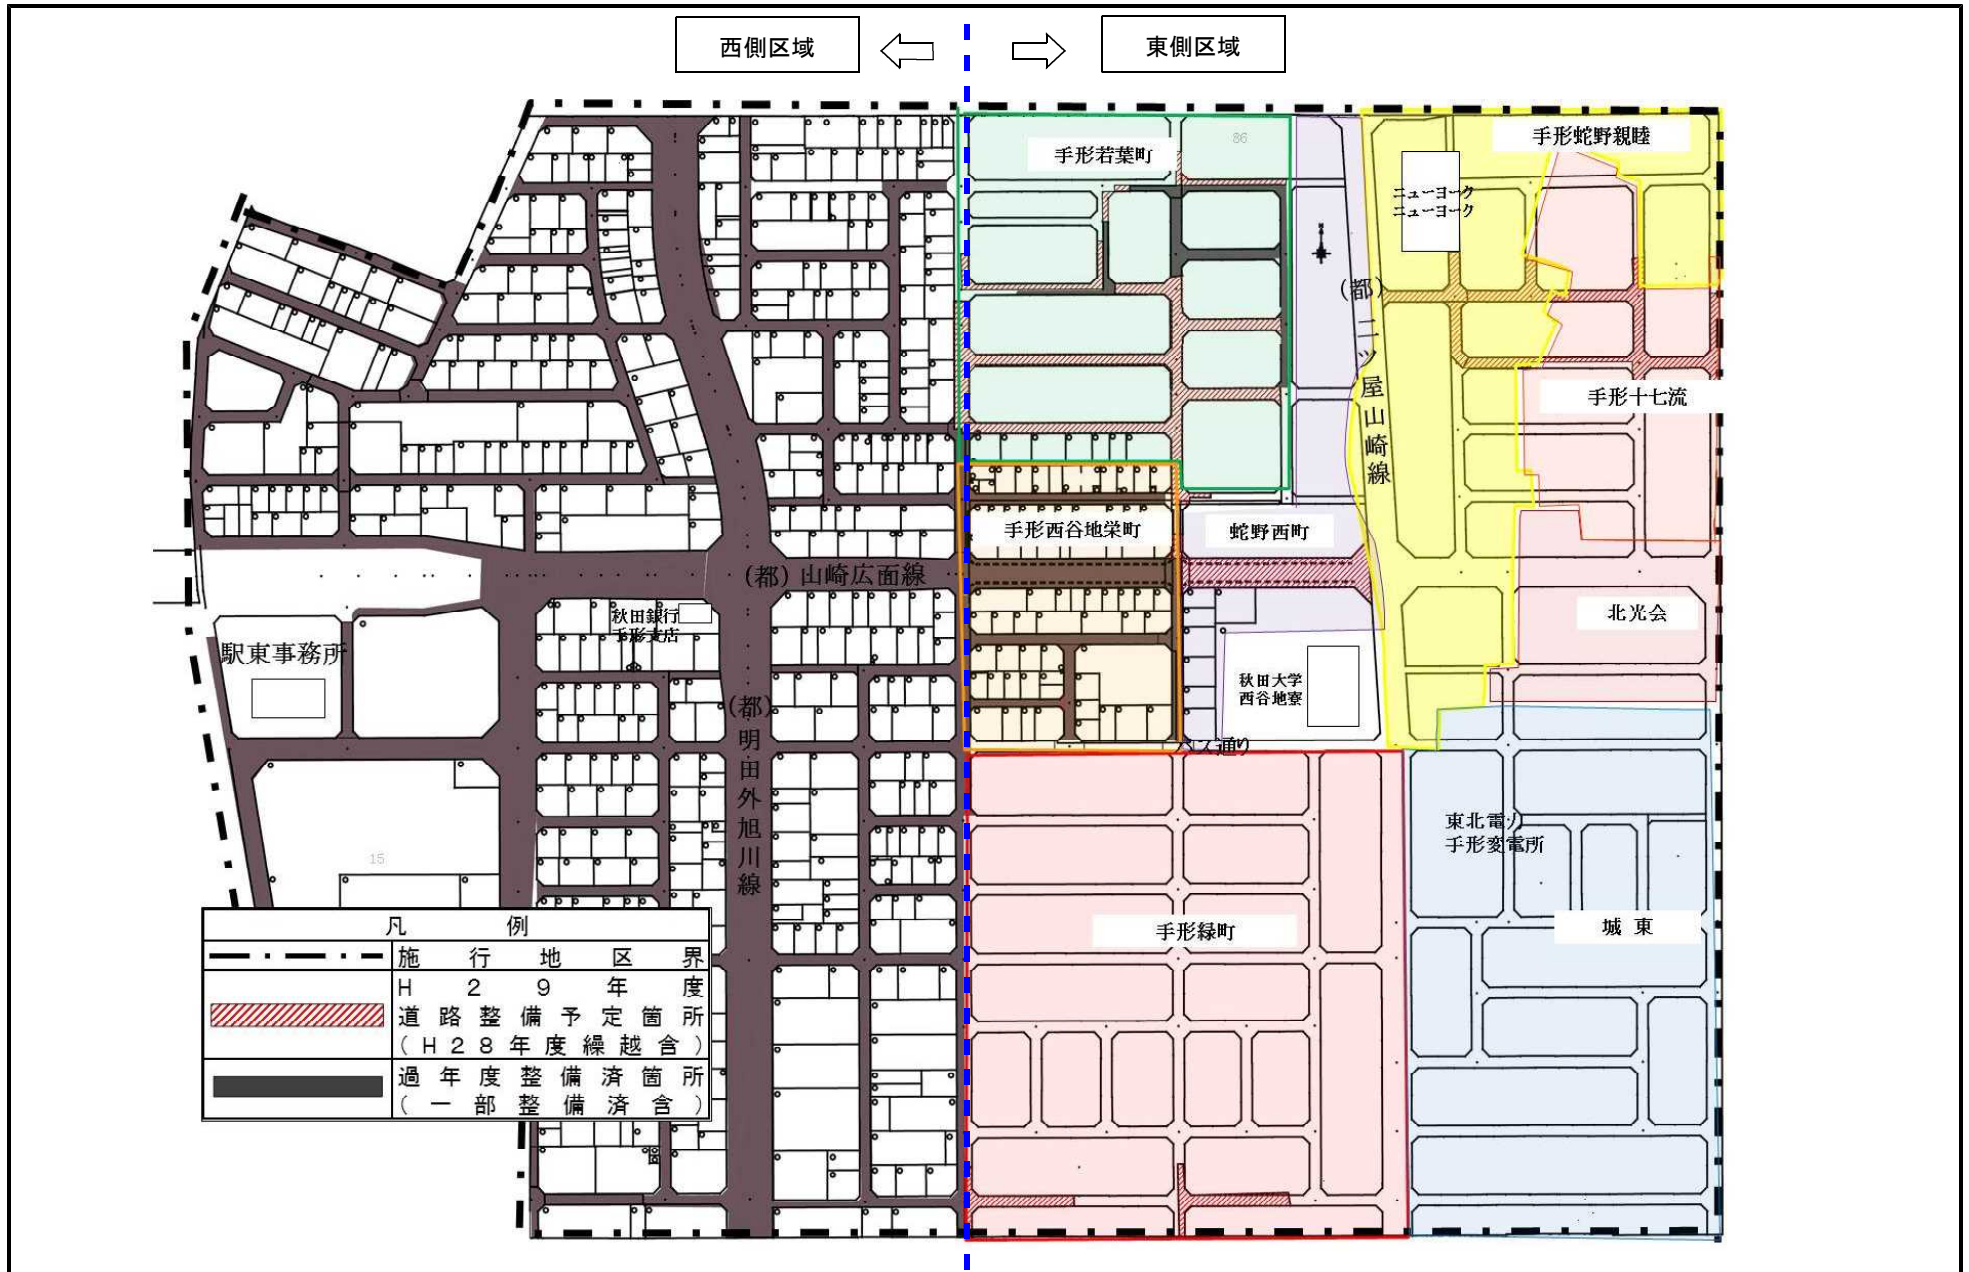 西側区域
東側区域
手形若葉町
86
手形蛇野親睦
ニューヨーク
ニューヨーク
(都)二ツ屋山崎線
手形十七流
手形西谷地栄町
蛇野西町
(都)山崎広面線
秋田銀行
手形支店
北光会
駅東事務所
秋田大学
西谷地寮
(都)明田外旭川線
バス通り
東北電力
手形変電所
15
手形緑町
城東
凡例
施行地区界
H29年度
道路整備予定箇所
(H28年度繰越含)
過年度整備済箇所
(一部整備済含)